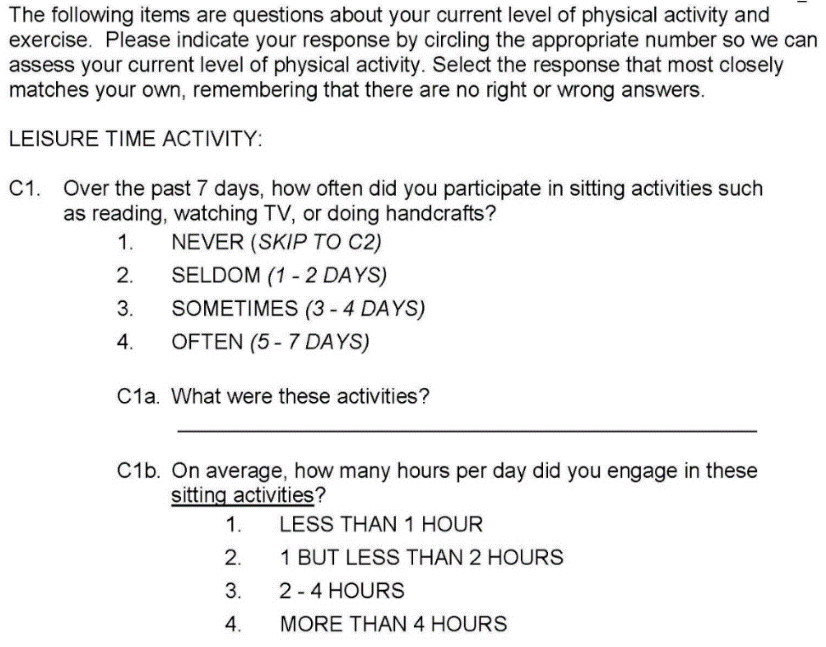 The following items are questions about your current level of physical activity and
exercise. Please indicate your response by circling the appropriate number so we can
assess your current level of physical activity. Select the response that most closely
matches your own, remembering that there are no right or wrong answers.
LEISURE TIME ACTIVITY:
C1. Over the past 7 days, how often did you participate in sitting activities such
as reading, watching TV, or doing handcrafts?
1. NEVER (SKIP TO C2)
2. SELDOM (1 - 2 DAYS)
3. SOMETIMES (3 - 4 DAYS)
4. OFTEN (5 - 7 DAYS)
C1a. What were these activities?
C1b. On average, how many hours per day did you engage in these
sitting activities?
1. LESS THAN 1 HOUR
2. 1 BUT LESS THAN 2 HOURS
3. 2 - 4 HOURS
4. MORE THAN 4 HOURS